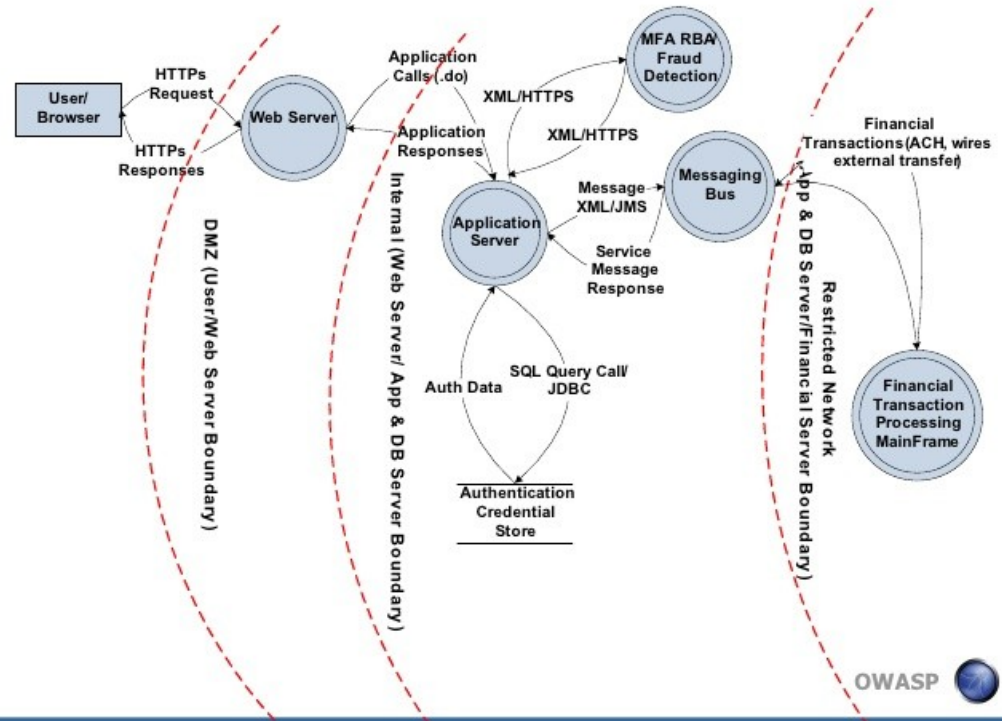 User/
Browser
HTTPs
Request
HTTPs
Responses
Web Server
Application
Calls (.do)
Application
Responses
XML/HTTPS
XML/HTTPS
MFA RBA/
Fraud
Detection
Application
Server
Message
XML/JMS
Service
Message
Response
Messaging
Bus
Financial
Transactions(ACH, wires
external transfer)
Auth Data
SQL Query Call/
JDBC
Authentication
Credential
Store
Financial
Transaction
Processing
MainFrame
DMZ (User/Web Server Boundary)
Internal (Web Server/ App & DB Server Boundary)
Restricted Network
(App & DB Server/Financial Server Boundary)
OWASP